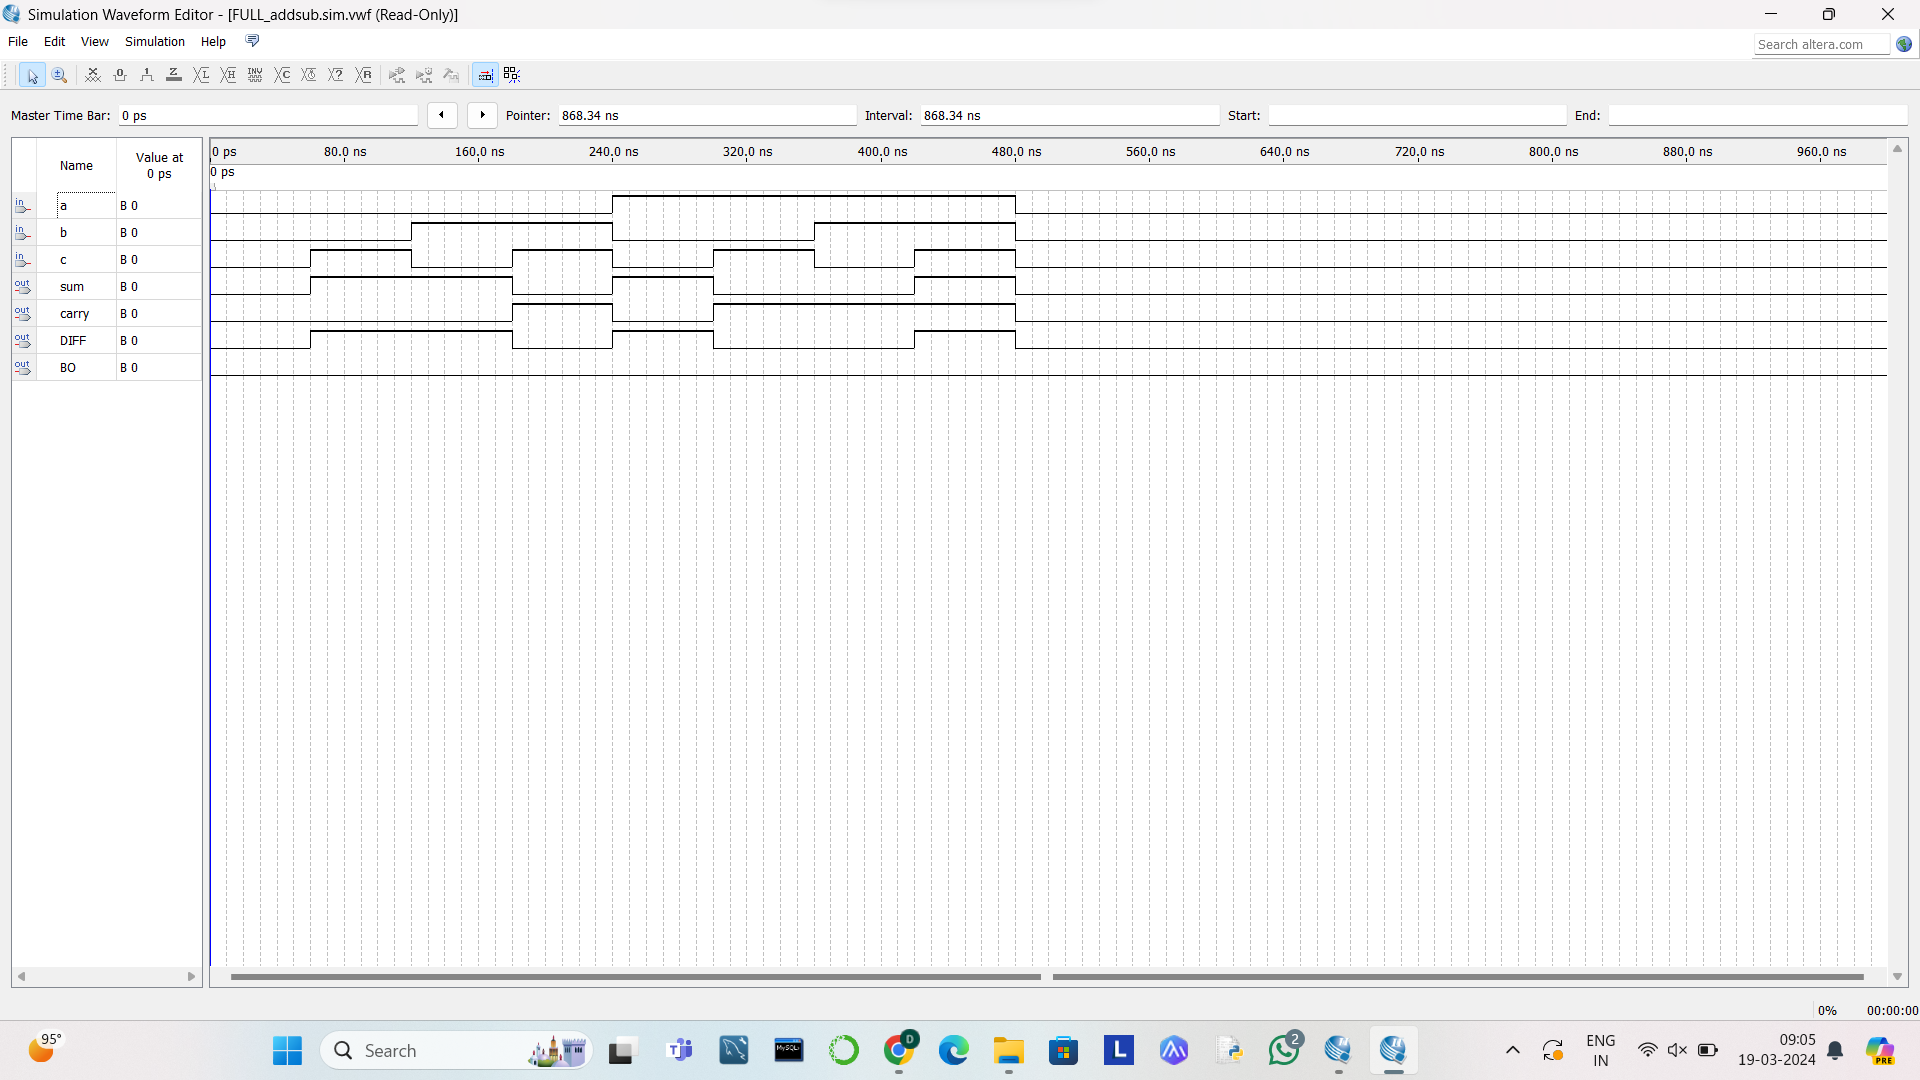 Simulation Waveform Editor - [FULL_addsub.sim.vwf (Read-Only)]
File Edit View Simulation Help
Search altera.com
Master Time Bar: 0 ps Pointer: 868.34 ns Interval: 868.34 ns Start: End:
Name Value at 0 ps
0 ps 80.0 ns 160.0 ns 240.0 ns 320.0 ns 400.0 ns 480.0 ns 560.0 ns 640.0 ns 720.0 ns 800.0 ns 880.0 ns 960.0 ns
0 ps
in a B 0
in b B 0
in c B 0
out sum B 0
out carry B 0
out DIFF B 0
out BO B 0
0% 00:00:00
95° Search MySQL D L 2 ENG 09:05
IN 19-03-2024 PRE